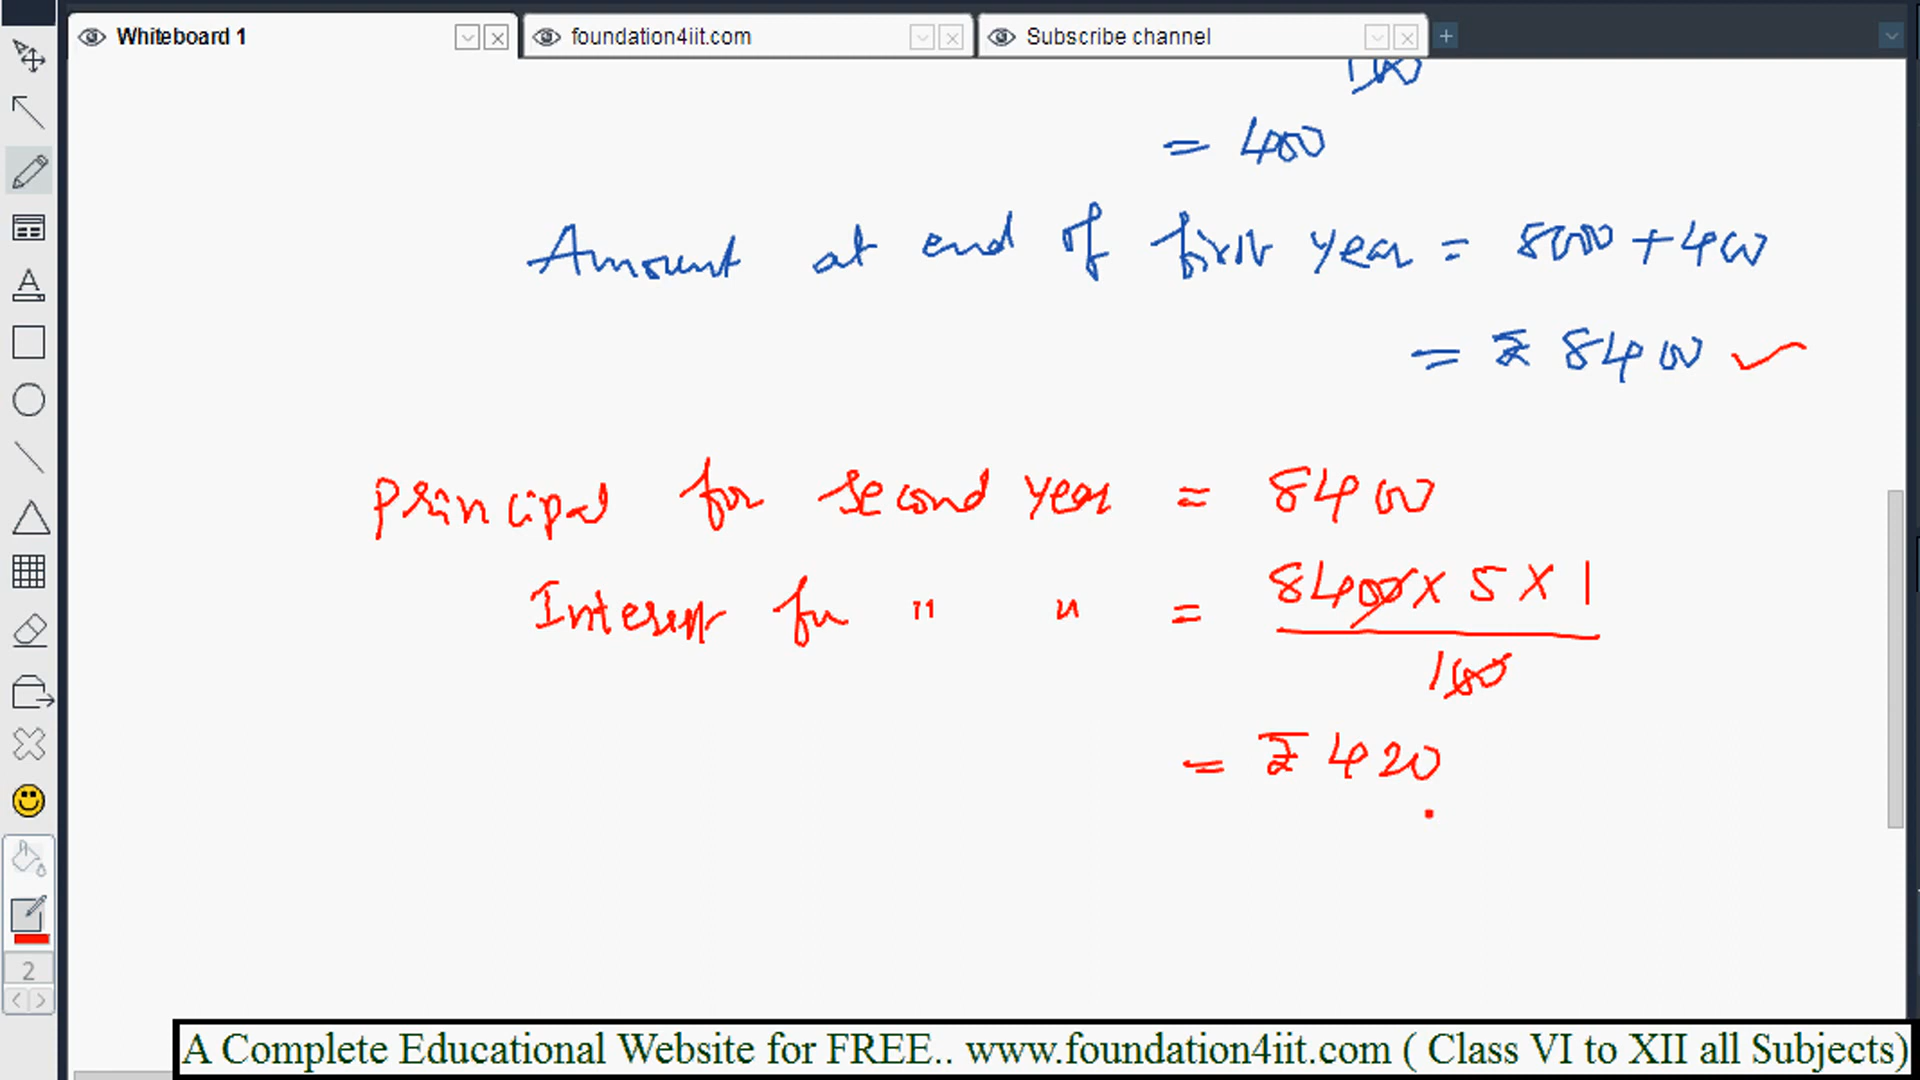 Whiteboard 1 foundation4iit.com Subscribe channel
100
= 400
Amount at end of first year = 8000 + 400
= ₹ 8400 ✓
Principal for second year = 8400
Interest for " " = 8400 x 5 x 1
100
= ₹ 420
2
A Complete Educational Website for FREE.. www.foundation4iit.com ( Class VI to XII all Subjects)